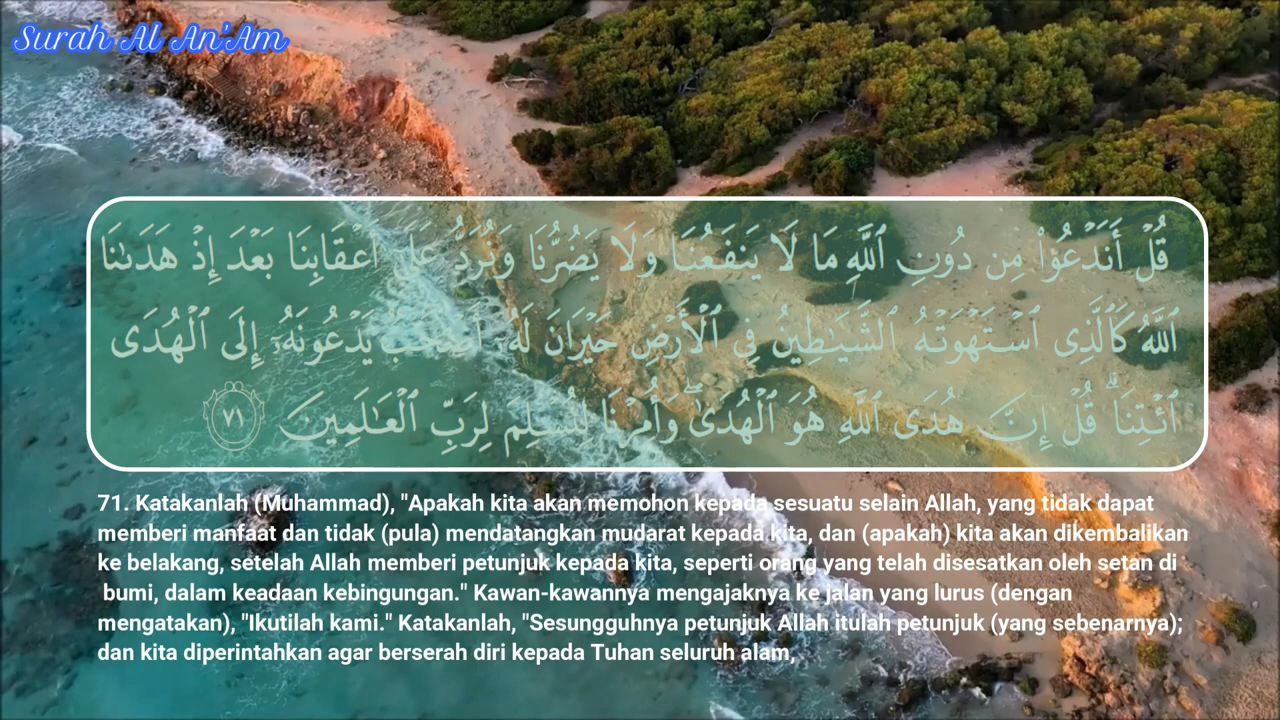 Surah Al An'Am
قُلْ أَنَدْعُوا۟ مِن دُونِ ٱللَّهِ مَا لَا يَنفَعُنَا وَلَا يَضُرُّنَا وَنُرَدُّ عَلَىٰٓ أَعْقَابِنَا بَعْدَ إِذْ هَدَىٰنَا
ٱللَّهُ كَٱلَّذِى ٱسْتَهْوَتْهُ ٱلشَّيَـٰطِينُ فِى ٱلْأَرْضِ حَيْرَانَ لَهُۥٓ أَصْحَـٰبٌ يَدْعُونَهُۥٓ إِلَى ٱلْهُدَى
ٱئْتِنَا ۗ قُلْ إِنَّ هُدَى ٱللَّهِ هُوَ ٱلْهُدَىٰ ۖ وَأُمِرْنَا لِنُسْلِمَ لِرَبِّ ٱلْعَـٰلَمِينَ ٧١
71. Katakanlah (Muhammad), "Apakah kita akan memohon kepada sesuatu selain Allah, yang tidak dapat
memberi manfaat dan tidak (pula) mendatangkan mudarat kepada kita, dan (apakah) kita akan dikembalikan
ke belakang, setelah Allah memberi petunjuk kepada kita, seperti orang yang telah disesatkan oleh setan di
bumi, dalam keadaan kebingungan." Kawan-kawannya mengajaknya ke jalan yang lurus (dengan
mengatakan), "Ikutilah kami." Katakanlah, "Sesungguhnya petunjuk Allah itulah petunjuk (yang sebenarnya);
dan kita diperintahkan agar berserah diri kepada Tuhan seluruh alam,